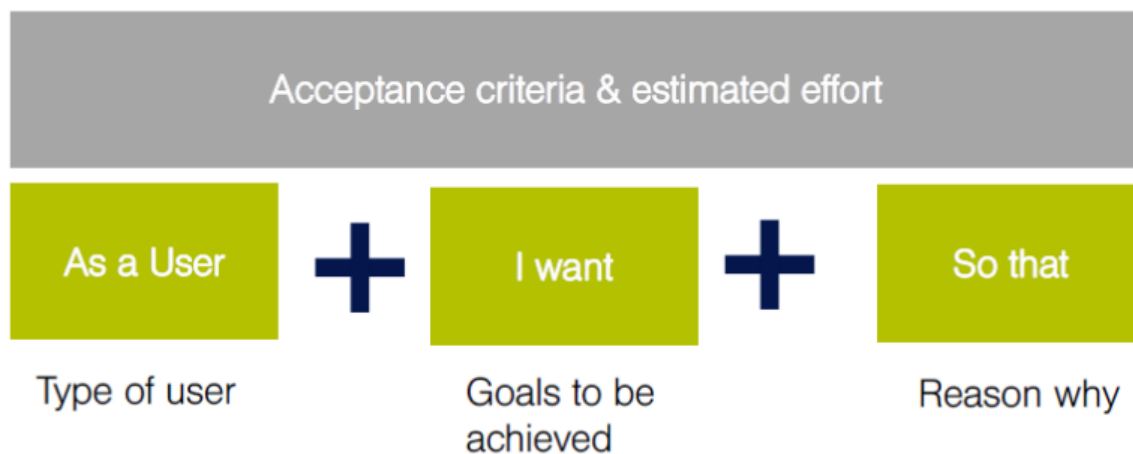 Acceptance criteria & estimated effort
As a User
I want
So that
Type of user
Goals to be
achieved
Reason why